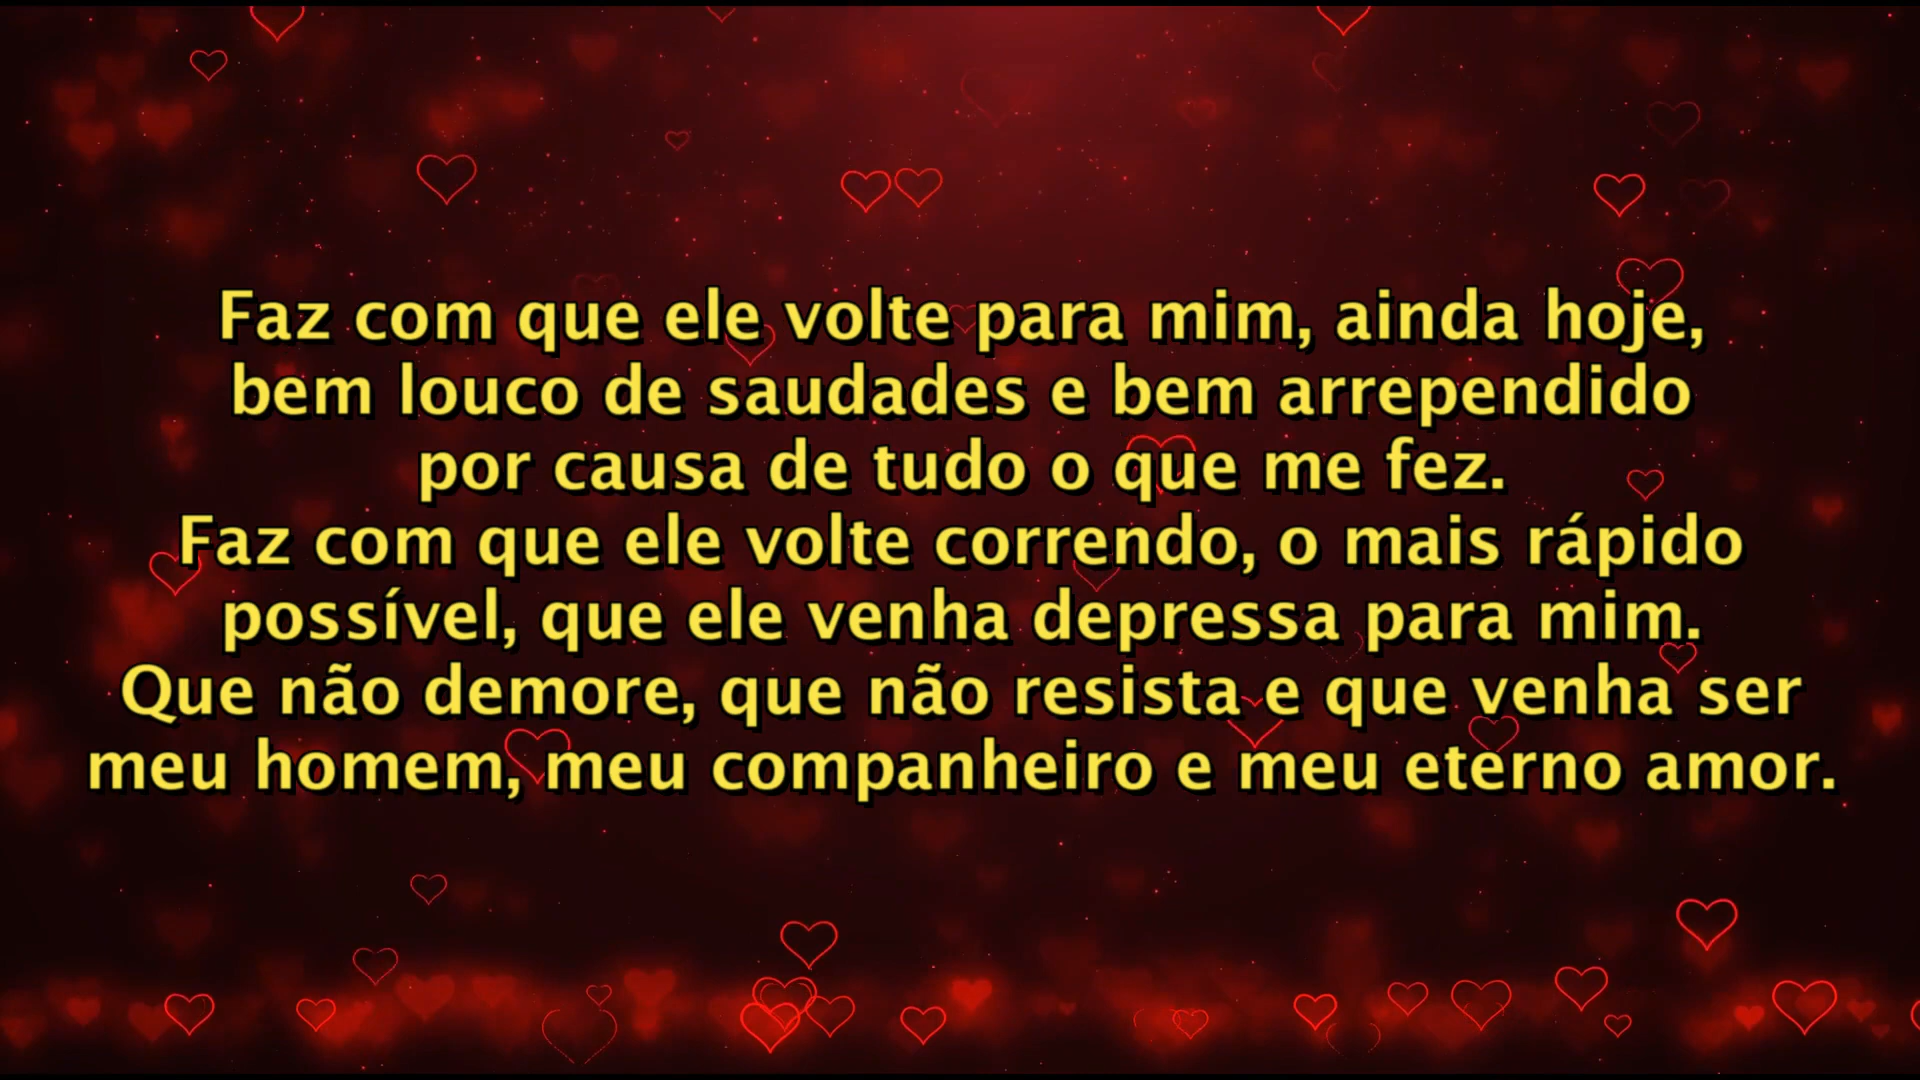 Faz com que ele volte para mim, ainda hoje,
bem louco de saudades e bem arrependido
por causa de tudo o que me fez.
Faz com que ele volte correndo, o mais rápido
possível, que ele venha depressa para mim.
Que não demore, que não resista e que venha ser
meu homem, meu companheiro e meu eterno amor.